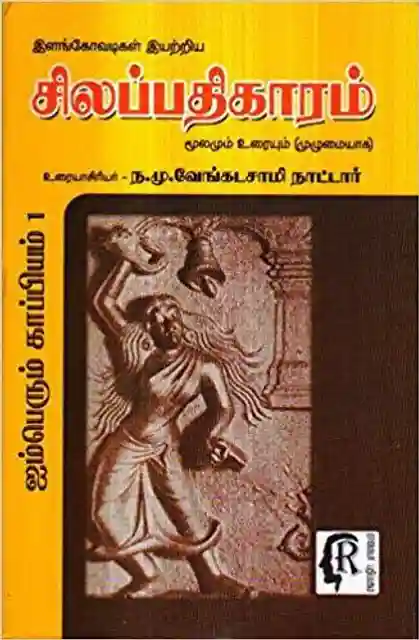 இளங்கோவடிகள் இயற்றிய
சிலப்பதிகாரம்
மூலமும் உரையும் (முழுமையாக)
உரையாசிரியர் - ந.மு.வேங்கடசாமி நாட்டார்
ஐம்பெரும் காப்பியம் 1
R